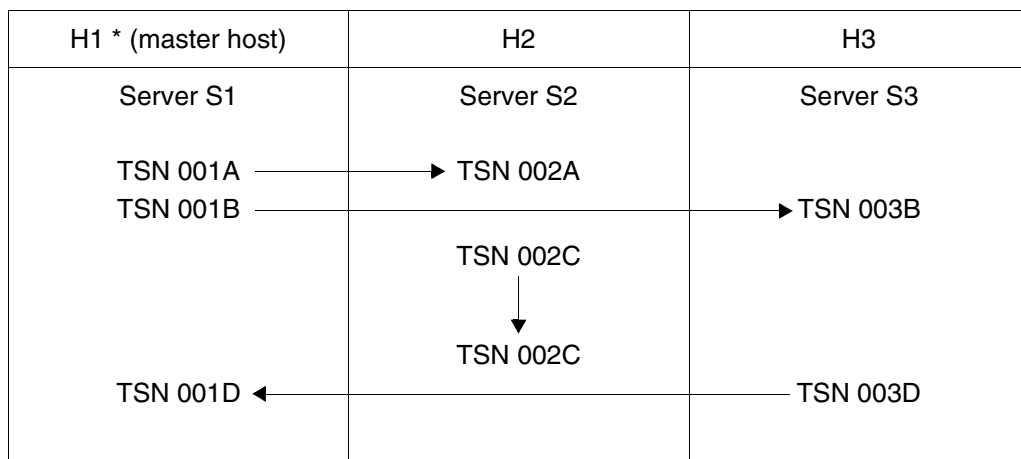 H1 * (master host) H2 H3
Server S1 Server S2 Server S3
TSN 001A TSN 002A
TSN 001B TSN 003B
TSN 002C
TSN 002C
TSN 001D TSN 003D